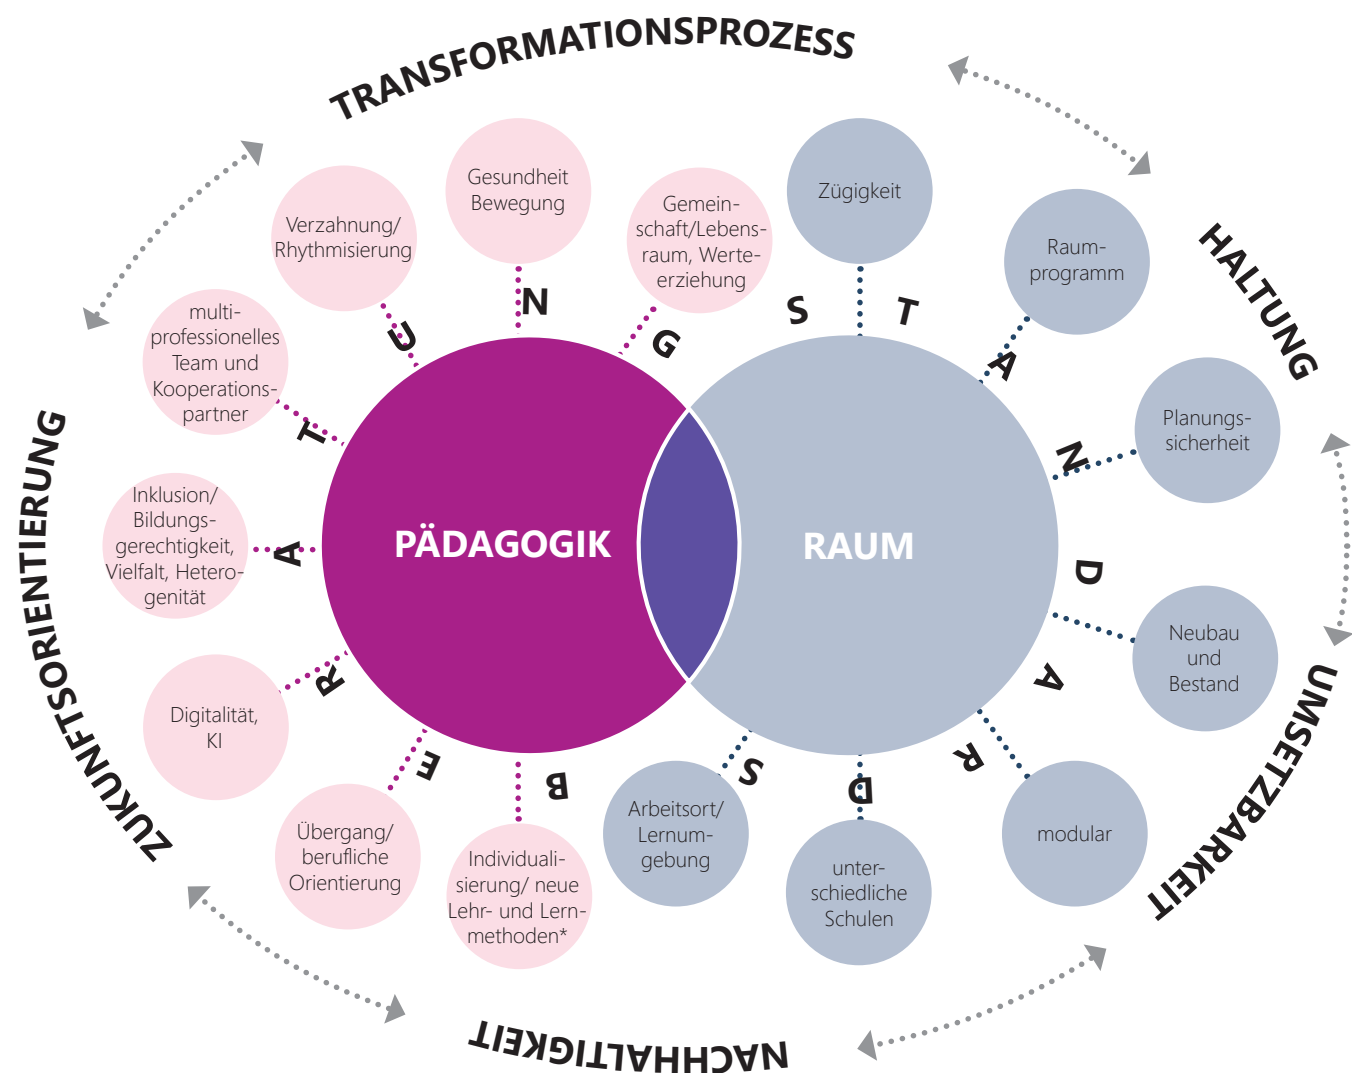 TRANSFORMATIONSPROZESS
HALTUNG
UMSETZBARKEIT
NACHHALTIGKEIT
ZUKUNFTSORIENTIERUNG
BERATUNG
STANDARDS
PÄDAGOGIK
RAUM
Gesundheit
Bewegung
Gemein-
schaft/Lebens-
raum, Werte-
erziehung
Verzahnung/
Rhythmisierung
multi-
professionelles
Team und
Kooperations-
partner
Inklusion/
Bildungs-
gerechtigkeit,
Vielfalt, Hetero-
genität
Digitalität,
KI
Übergang/
berufliche
Orientierung
Individuali-
sierung/ neue
Lehr- und Lern-
methoden*
Zügigkeit
Raum-
programm
Planungs-
sicherheit
Neubau
und
Bestand
modular
unter-
schiedliche
Schulen
Arbeitsort/
Lernum-
gebung